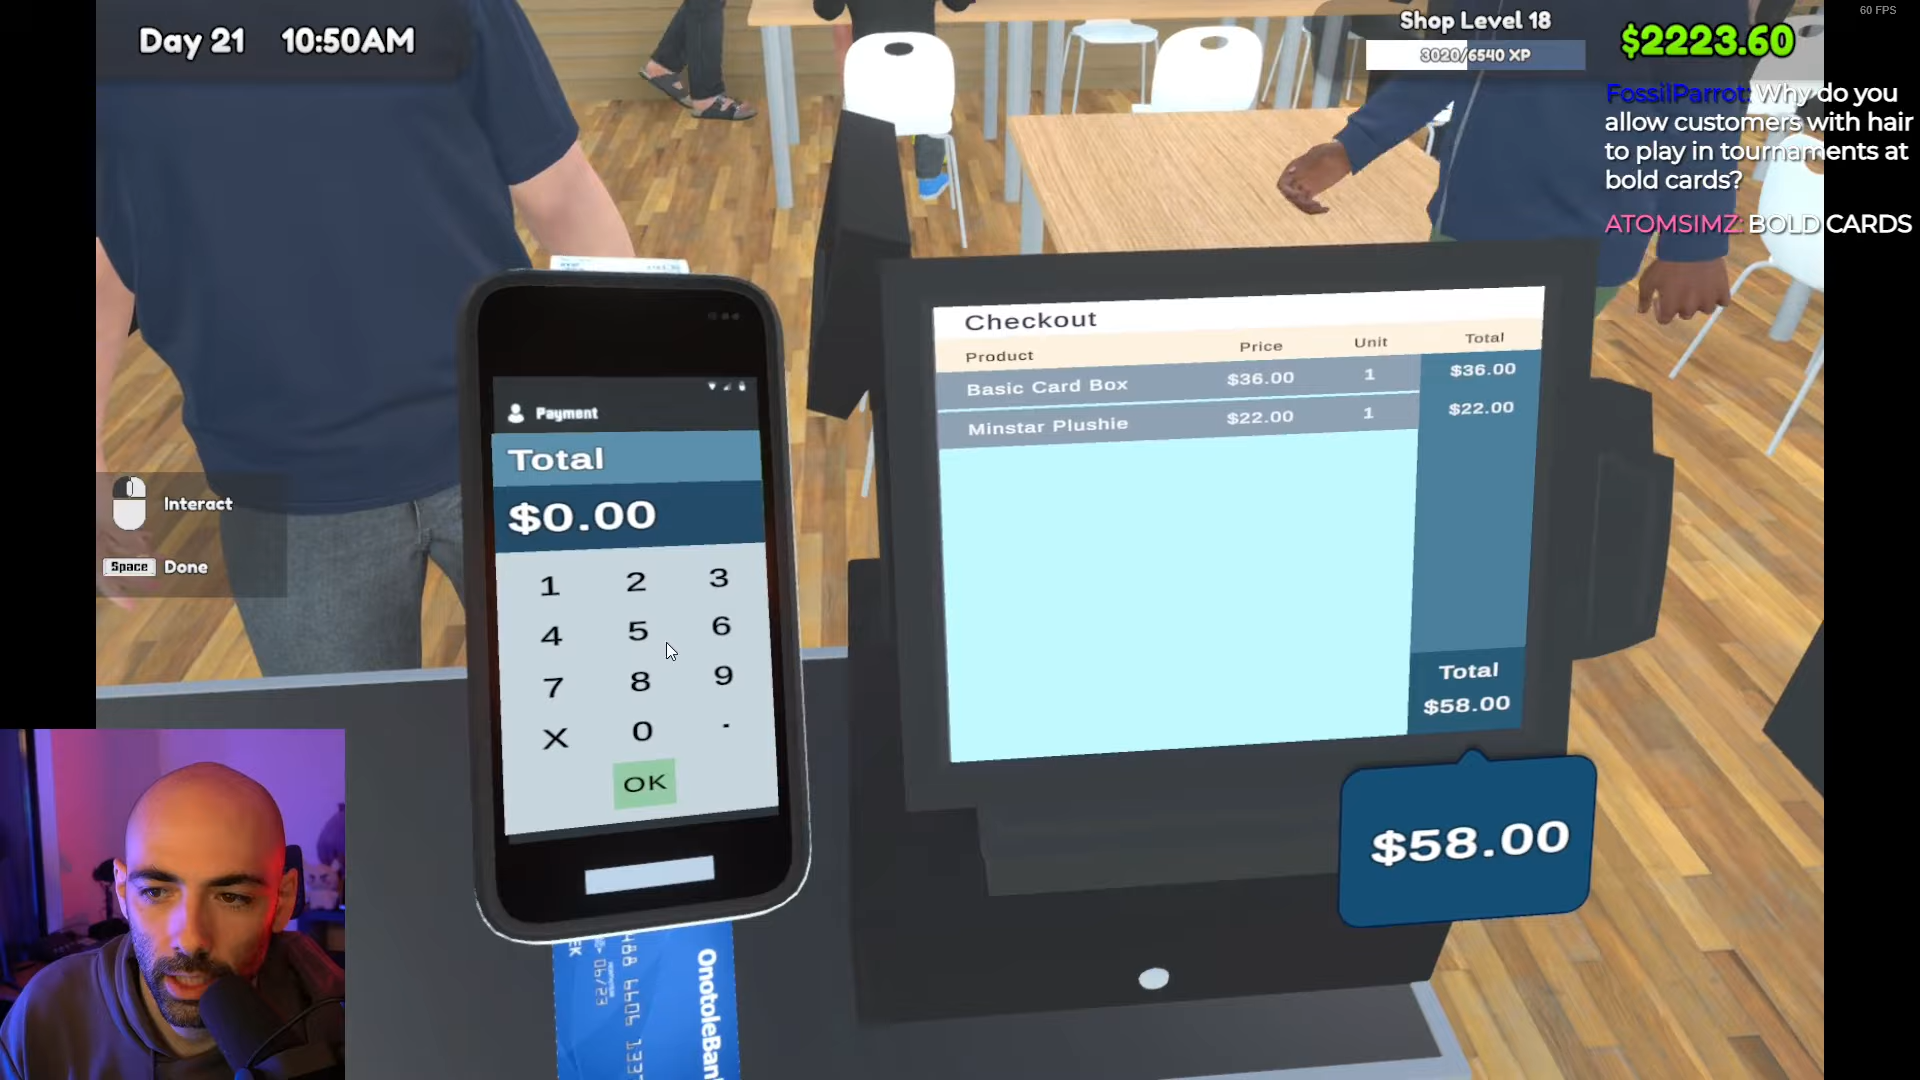 Day 21 10:50AM
Shop Level 18
3020/6540 XP
$2223.60
60 FPS
FossilParrot: Why do you
allow customers with hair
to play in tournaments at
bold cards?
ATOMSIMZ: BOLD CARDS
Interact
Space Done
Payment
Total
$0.00
1 2 3
4 5 6
7 8 9
X 0 .
OK
Checkout
Product Price Unit Total
Basic Card Box $36.00 1 $36.00
Minstar Plushie $22.00 1 $22.00
Total
$58.00
$58.00
OnotoleBan